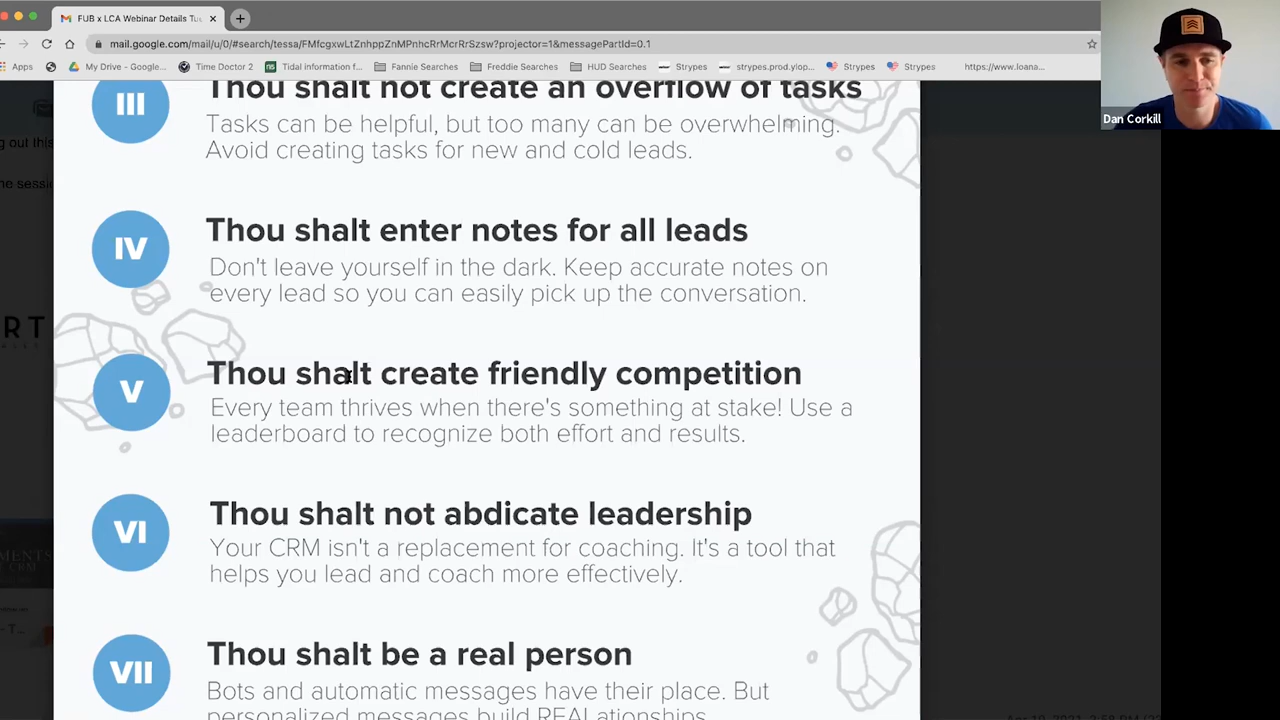 FUB x LCA Webinar Details Tu
mail.google.com/mail/u/0/#search/tessa/FMfcgxwLtZnhppZnMPnhcRrMcrRrSzsw?projector=1&messagePartId=0.1
Apps My Drive - Google... Time Doctor 2 Tidal information f... Fannie Searches Freddie Searches HUD Searches Strypes strypes.prod.ylop... Strypes Strypes https://www.loana...
Dan Corkill
III
Thou shalt not create an overflow of tasks
Tasks can be helpful, but too many can be overwhelming.
Avoid creating tasks for new and cold leads.
IV
Thou shalt enter notes for all leads
Don't leave yourself in the dark. Keep accurate notes on
every lead so you can easily pick up the conversation.
V
Thou shalt create friendly competition
Every team thrives when there's something at stake! Use a
leaderboard to recognize both effort and results.
VI
Thou shalt not abdicate leadership
Your CRM isn't a replacement for coaching. It's a tool that
helps you lead and coach more effectively.
VII
Thou shalt be a real person
Bots and automatic messages have their place. But
personalized messages build REALationships.